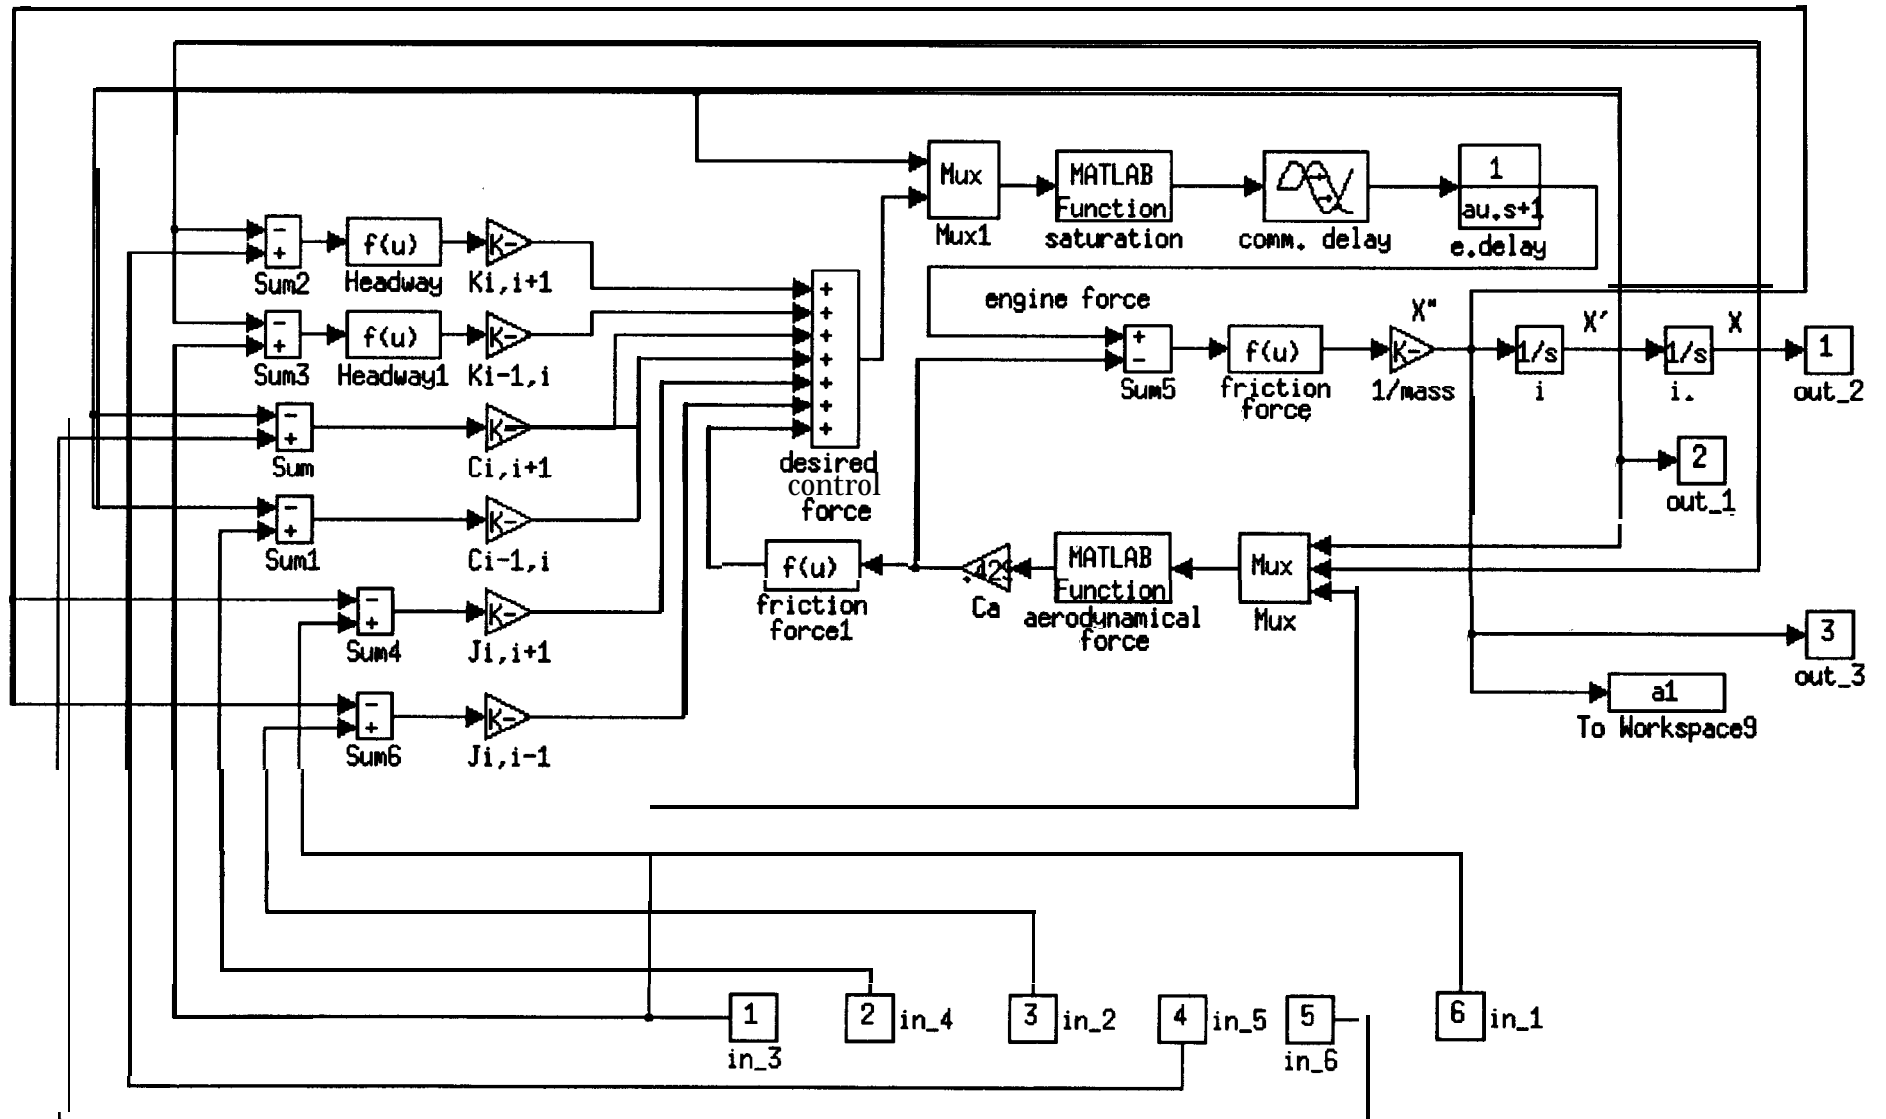 Mux
Mux1
MATLAB
Function
saturation
comm. delay
1
au.s+1
e.delay
-
+
Sum2
f(u)
Headway
K-
Ki,i+1
-
+
Sum3
f(u)
Headway1
K-
Ki-1,i
-
+
Sum
K-
Ci,i+1
-
+
Sum1
K-
Ci-1,i
-
+
Sum4
K-
Ji,i+1
-
+
Sum6
K-
Ji,i-1
+
+
+
+
+
+
+
desired
control
force
engine force
+
-
Sum5
f(u)
friction
force
X"
K-
1/mass
1/s
i
X'
1/s
i.
X
1
out_2
2
out_1
f(u)
friction
force1
Ca
MATLAB
Function
aerodynamical
force
Mux
Mux
3
out_3
a1
To Workspace9
1
in_3
2
in_4
3
in_2
4
in_5
5
in_6
6
in_1